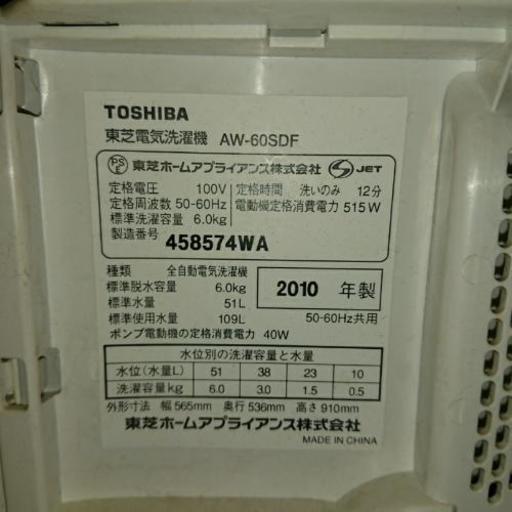 TOSHIBA
東芝電気洗濯機 AW-60SDF
PS E 東芝ホームアプライアンス株式会社 JET
定格電圧 100V 定格時間 洗いのみ 12分
定格周波数 50-60Hz 電動機定格消費電力 515W
標準洗濯容量 6.0kg
製造番号 458574WA
種類 全自動電気洗濯機
標準脱水容量 6.0kg 2010 年製
標準水量 51L
標準使用水量 109L 50-60Hz共用
ポンプ電動機の定格消費電力 40W
水位別の洗濯容量と水量
水位(水量L) 51 38 23 10
洗濯容量kg 6.0 3.0 1.5 0.5
外形寸法 幅565mm 奥行536mm 高さ910mm
東芝ホームアプライアンス株式会社
MADE IN CHINA